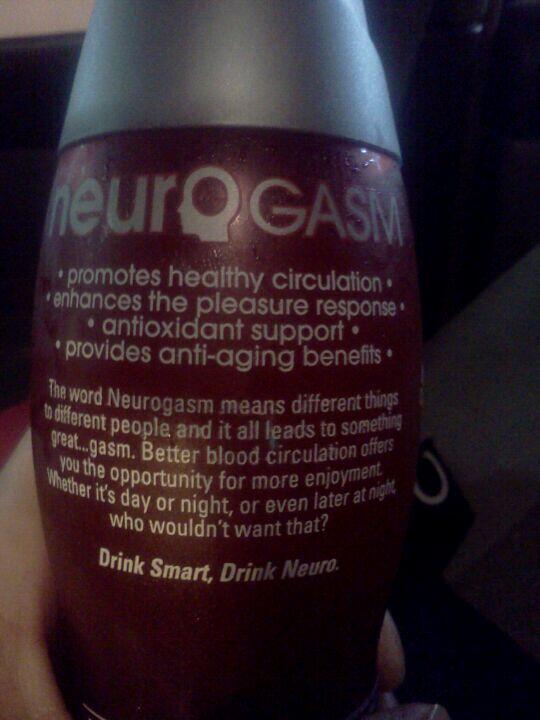 neuro GASM
• promotes healthy circulation •
• enhances the pleasure response •
• antioxidant support •
• provides anti-aging benefits •
The word Neurogasm means different things
to different people and it all leads to something
great...gasm. Better blood circulation offers
you the opportunity for more enjoyment.
Whether it's day or night, or even later at night,
who wouldn't want that?
Drink Smart, Drink Neuro.